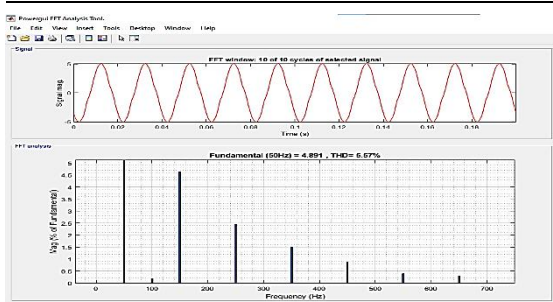 Powergui FFT Analysis Tool.
File Edit View Insert Tools Desktop Window Help
Signal
FFT window: 10 of 10 cycles of selected signal
Signal mag.
5
0
-5
0 0.02 0.04 0.06 0.08 0.1 0.12 0.14 0.16 0.18
Time (s)
FFT analysis
Fundamental (50Hz) = 4.891 , THD= 5.57%
Mag (% of Fundamental)
5
4.5
4
3.5
3
2.5
2
1.5
1
0.5
0
0 100 200 300 400 500 600 700
Frequency (Hz)